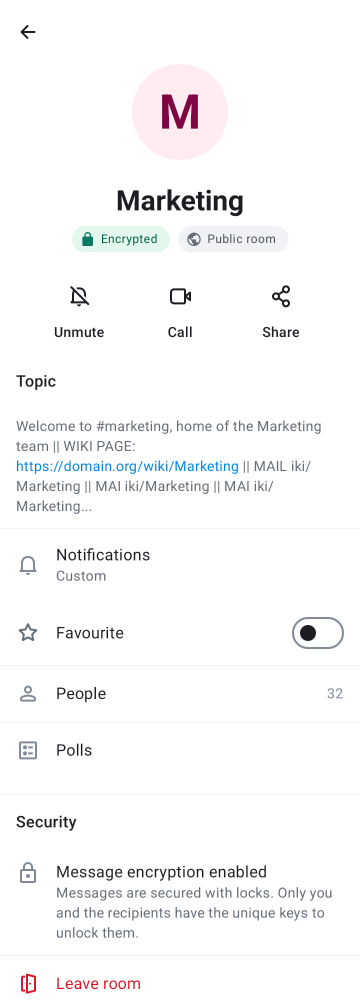 M
Marketing
Encrypted Public room
Unmute Call Share
Topic
Welcome to #marketing, home of the Marketing
team || WIKI PAGE:
https://domain.org/wiki/Marketing || MAIL iki/
Marketing || MAI iki/Marketing || MAI iki/
Marketing...
Notifications
Custom
Favourite
People 32
Polls
Security
Message encryption enabled
Messages are secured with locks. Only you
and the recipients have the unique keys to
unlock them.
Leave room